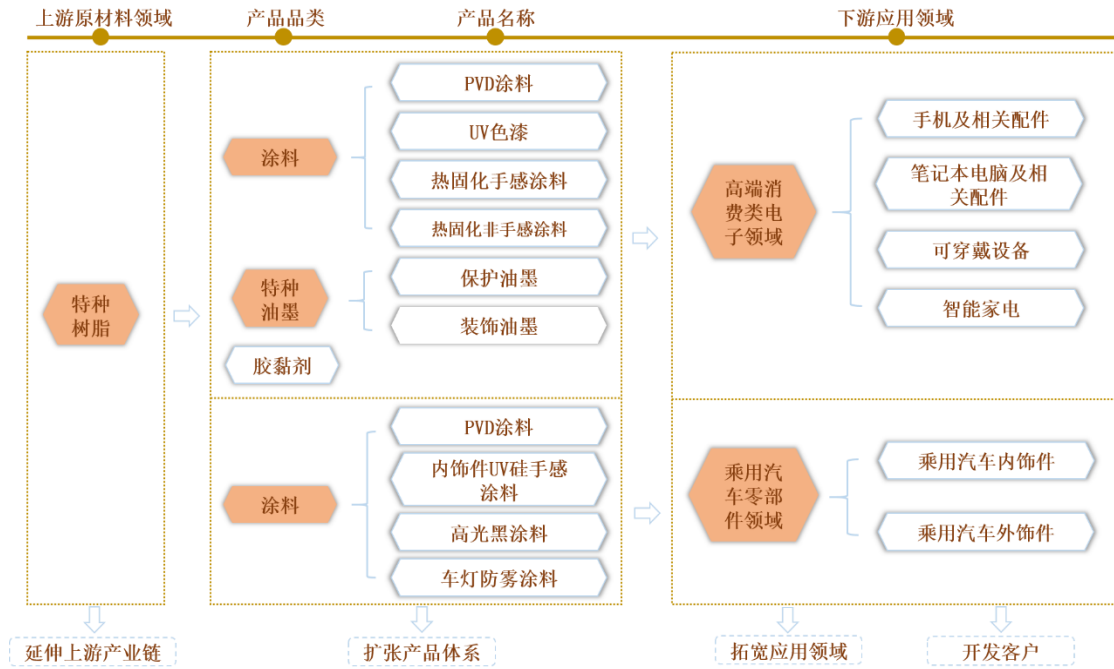 上游原材料领域
产品品类
产品名称
下游应用领域
特种
树脂
涂料
PVD涂料
UV色漆
热固化手感涂料
热固化非手感涂料
特种
油墨
保护油墨
装饰油墨
胶黏剂
高端消
费类电
子领域
手机及相关配件
笔记本电脑及相
关配件
可穿戴设备
智能家电
涂料
PVD涂料
内饰件UV硅手感
涂料
高光黑涂料
车灯防雾涂料
乘用汽
车零部
件领域
乘用汽车内饰件
乘用汽车外饰件
延伸上游产业链
扩张产品体系
拓宽应用领域
开发客户